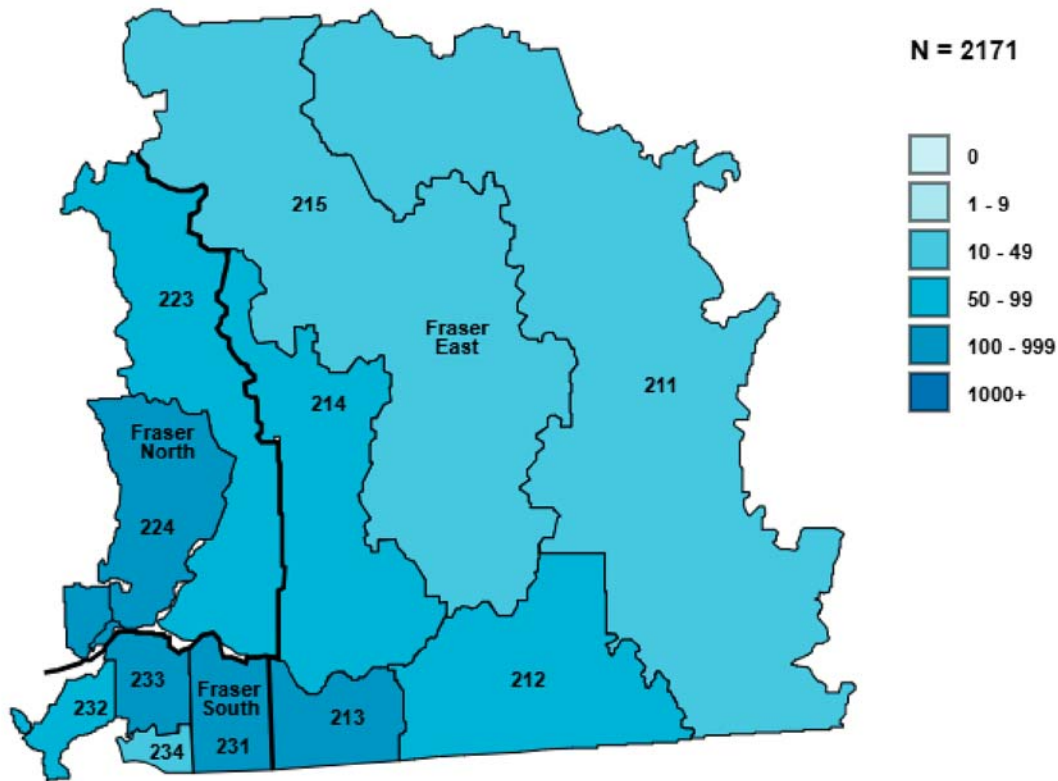 N = 2171
0
1 - 9
10 - 49
50 - 99
100 - 999
1000+
215
223
Fraser
East
211
214
Fraser
North
224
233
Fraser
South
212
232
213
234
231